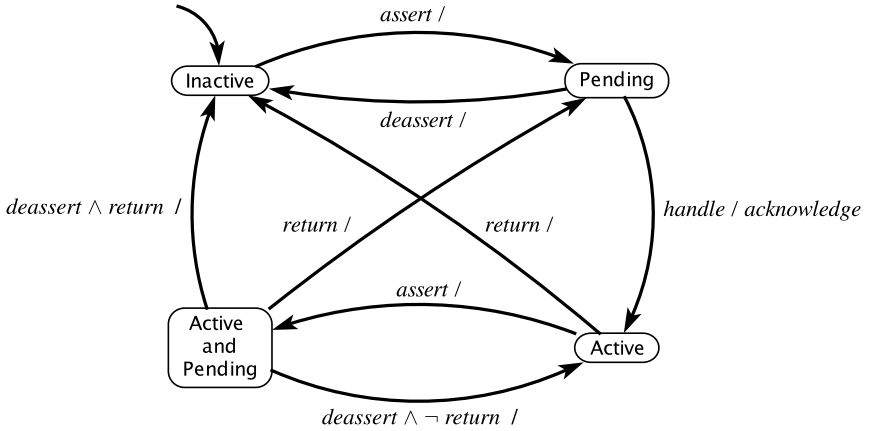 assert /
Inactive
Pending
deassert /
deassert ∧ return /
return /
return /
handle / acknowledge
assert /
Active
and
Pending
Active
deassert ∧ ¬ return /